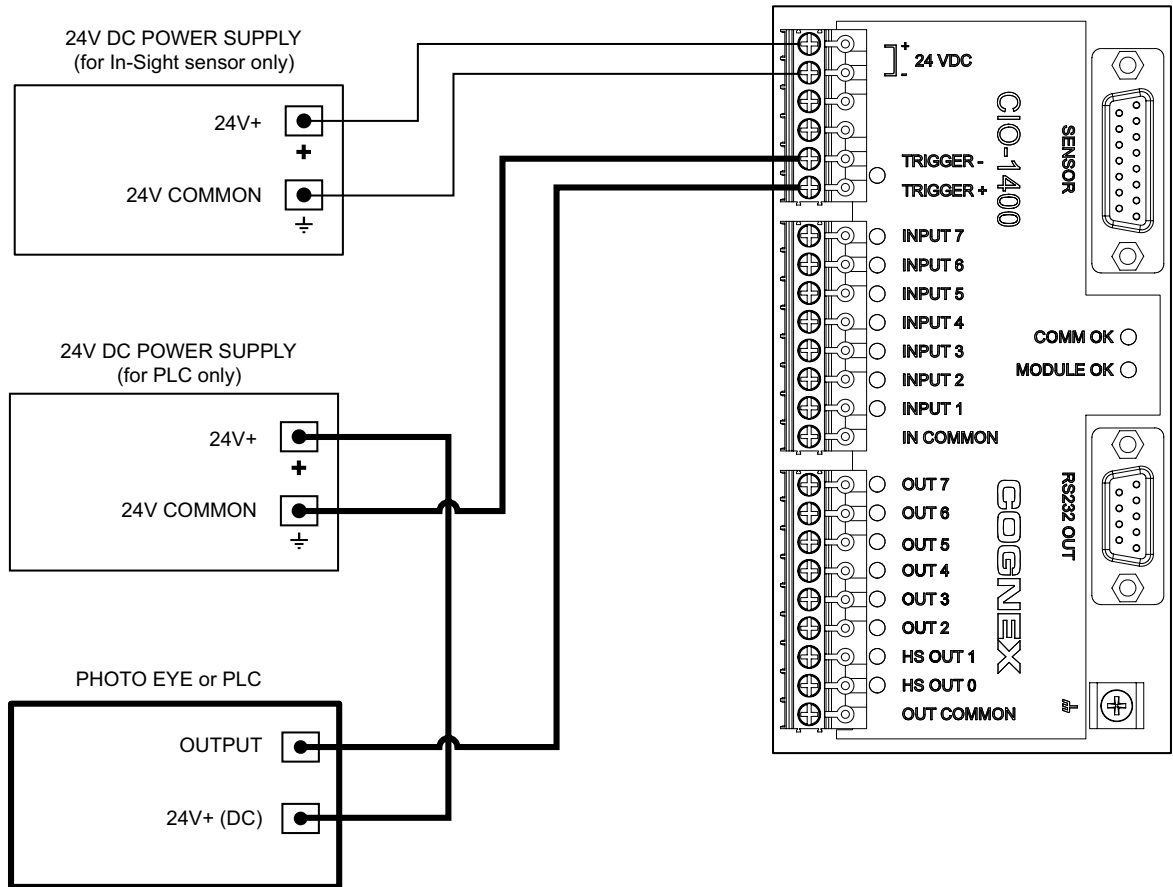 24V DC POWER SUPPLY
(for In-Sight sensor only)
24V+
+
24V COMMON
24V DC POWER SUPPLY
(for PLC only)
24V+
+
24V COMMON
PHOTO EYE or PLC
OUTPUT
24V+ (DC)
+
-
24 VDC
TRIGGER -
TRIGGER +
INPUT 7
INPUT 6
INPUT 5
INPUT 4
INPUT 3
INPUT 2
INPUT 1
IN COMMON
OUT 7
OUT 6
OUT 5
OUT 4
OUT 3
OUT 2
HS OUT 1
HS OUT 0
OUT COMMON
CIO-1400
COGNEX
SENSOR
COMM OK
MODULE OK
RS232 OUT